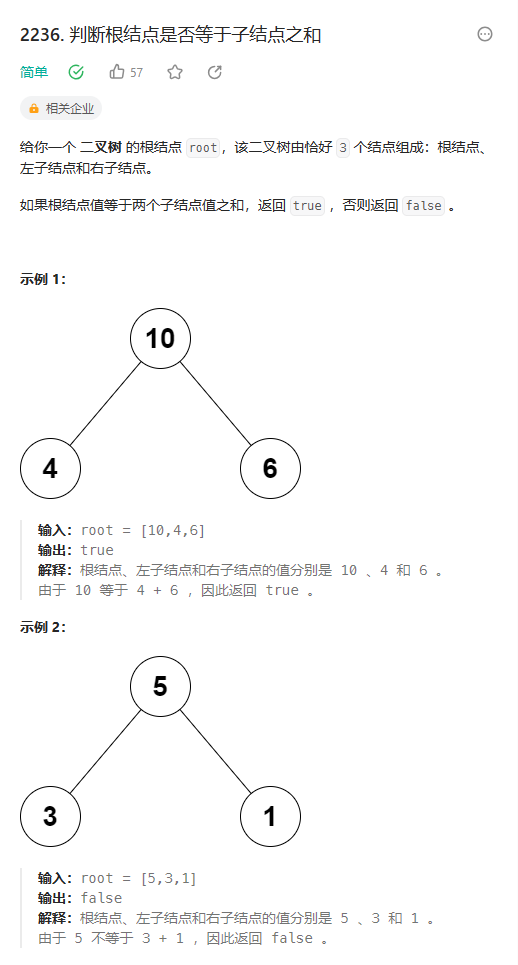 2236. 判断根结点是否等于子结点之和
简单 57
相关企业
给你一个 二叉树 的根结点 root，该二叉树由恰好 3 个结点组成：根结点、
左子结点和右子结点。
如果根结点值等于两个子结点值之和，返回 true ，否则返回 false 。
示例 1：
10
4 6
输入：root = [10,4,6]
输出：true
解释：根结点、左子结点和右子结点的值分别是 10 、4 和 6 。
由于 10 等于 4 + 6 ，因此返回 true 。
示例 2：
5
3 1
输入：root = [5,3,1]
输出：false
解释：根结点、左子结点和右子结点的值分别是 5 、3 和 1 。
由于 5 不等于 3 + 1 ，因此返回 false 。